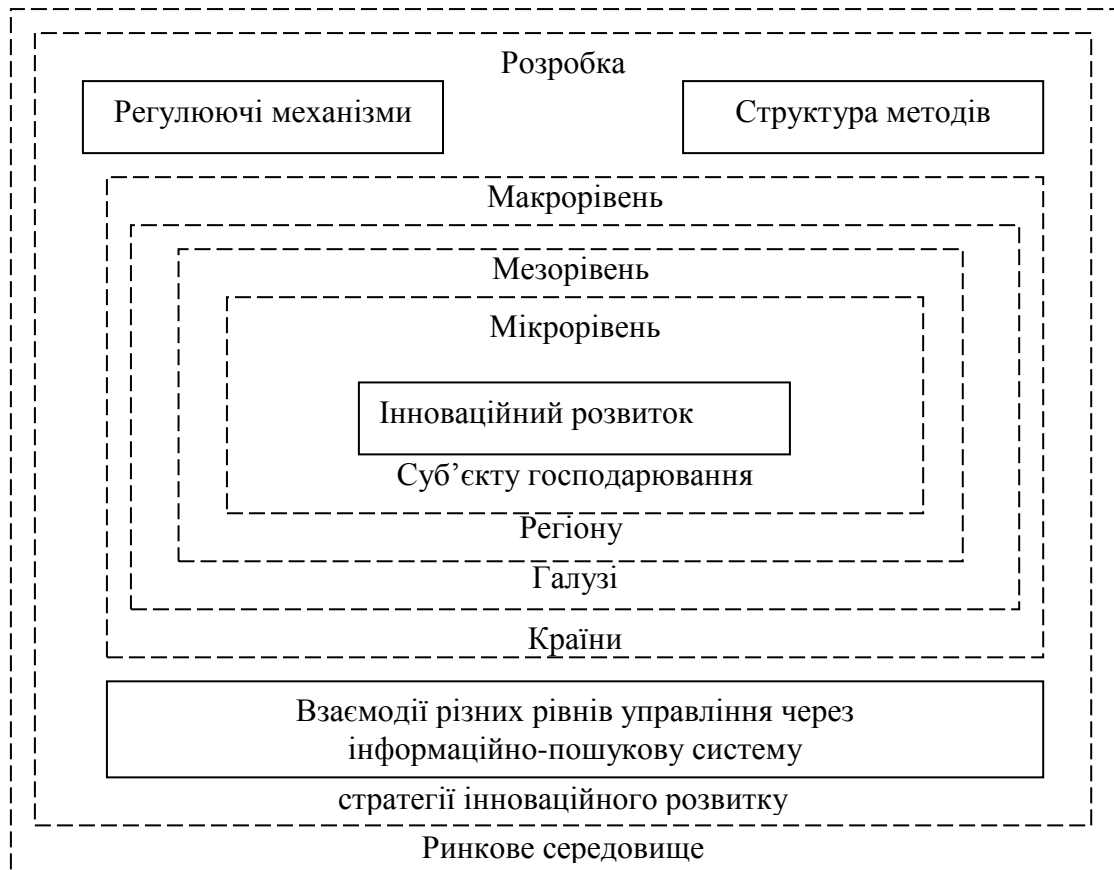 Розробка
Регулюючі механізми
Структура методів
Макрорівень
Мезорівень
Мікрорівень
Інноваційний розвиток
Суб’єкту господарювання
Регіону
Галузі
Країни
Взаємодії різних рівнів управління через
інформаційно-пошукову систему
стратегії інноваційного розвитку
Ринкове середовище